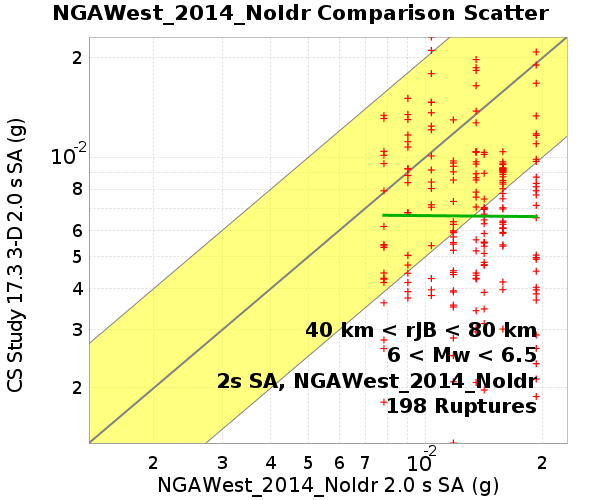 NGAWest_2014_NoIdr Comparison Scatter
CS Study 17.3 3-D 2.0 s SA (g)
2
10-2
8
6
5
4
3
2
40 km < rJB < 80 km
6 < Mw < 6.5
2s SA, NGAWest_2014_NoIdr
198 Ruptures
2 3 4 5 6 7 10-2 2
NGAWest_2014_NoIdr 2.0 s SA (g)